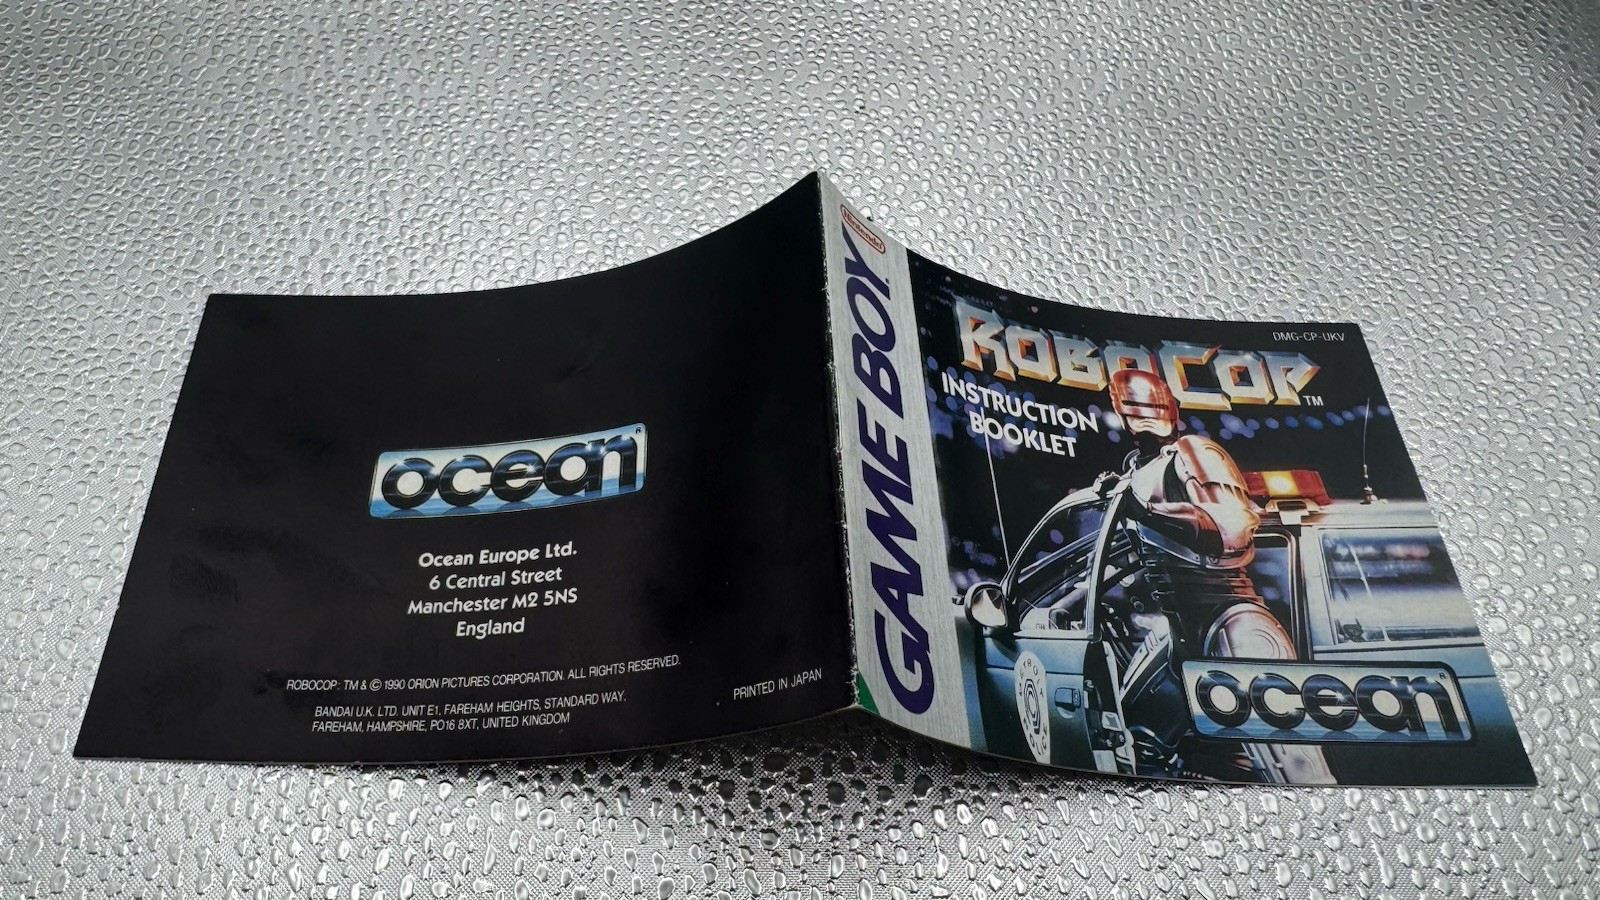 ocean®
Ocean Europe Ltd.
6 Central Street
Manchester M2 5NS
England
ROBOCOP: TM & © 1990 ORION PICTURES CORPORATION. ALL RIGHTS RESERVED.
BANDAI U.K. LTD. UNIT E1, FAREHAM HEIGHTS, STANDARD WAY,
FAREHAM, HAMPSHIRE, PO16 8XT, UNITED KINGDOM
PRINTED IN JAPAN
Nintendo
GAME BOY
DMG-CP-UKV
ROBOCOP™
INSTRUCTION
BOOKLET
ocean®